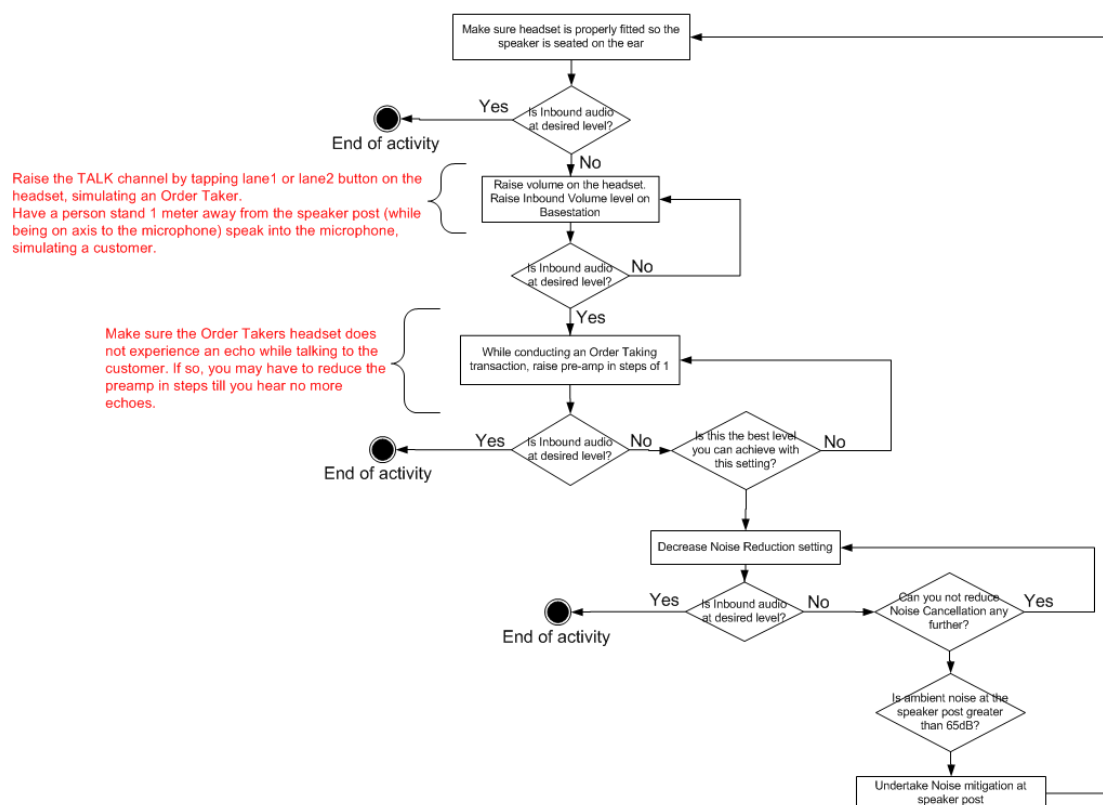 Make sure headset is properly fitted so the
speaker is seated on the ear
Yes
Is Inbound audio
at desired level?
End of activity
No
Raise the TALK channel by tapping lane1 or lane2 button on the
headset, simulating an Order Taker.
Have a person stand 1 meter away from the speaker post (while
being on axis to the microphone) speak into the microphone,
simulating a customer.
Raise volume on the headset.
Raise Inbound Volume level on
Basestation
Is Inbound audio
at desired level?
No
Yes
Make sure the Order Takers headset does
not experience an echo while talking to the
customer. If so, you may have to reduce the
preamp in steps till you hear no more
echoes.
While conducting an Order Taking
transaction, raise pre-amp in steps of 1
Yes
Is Inbound audio
at desired level?
No
Is this the best level
you can achieve with
this setting?
No
End of activity
Decrease Noise Reduction setting
Yes
Is Inbound audio
at desired level?
No
Can you not reduce
Noise Cancellation any
further?
Yes
End of activity
Is ambient noise at the
speaker post greater
than 65dB?
Undertake Noise mitigation at
speaker post